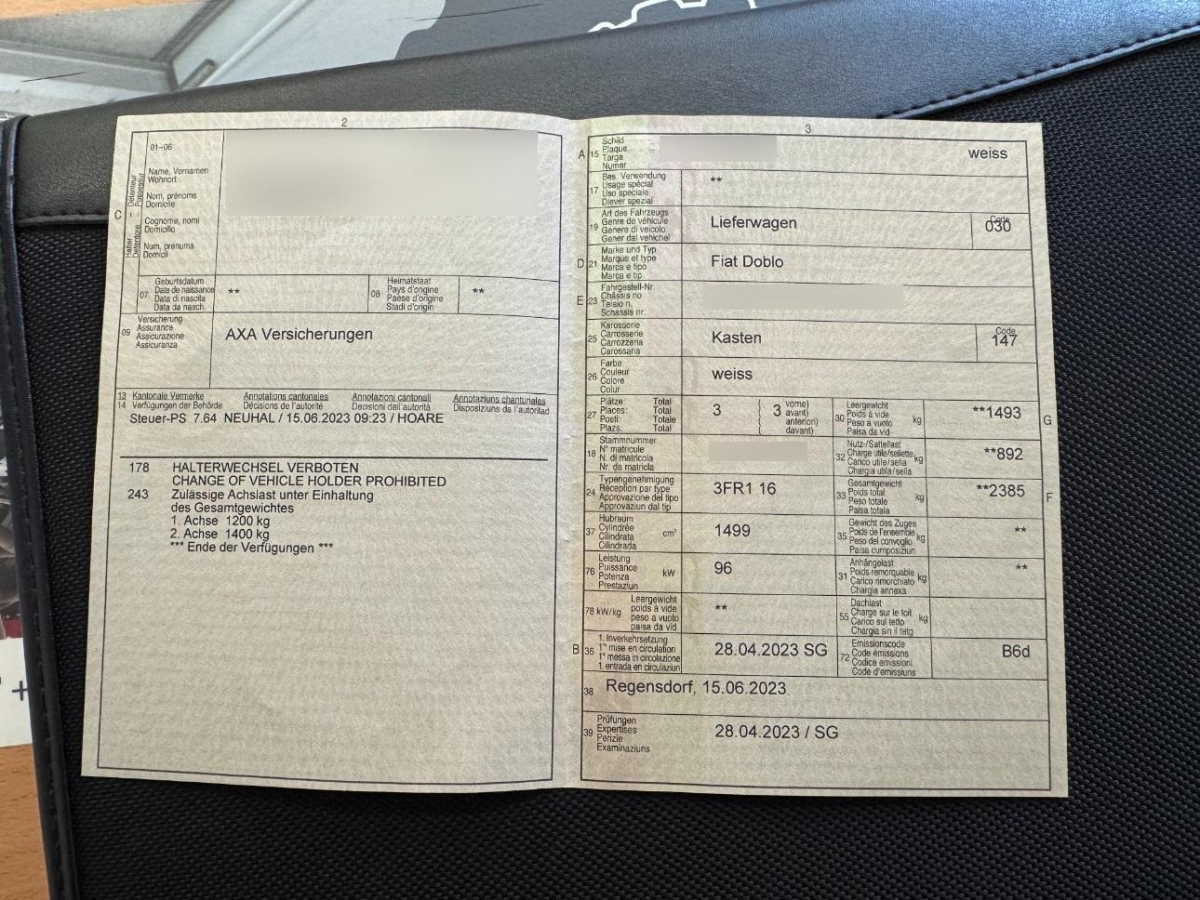 2
01-06
Name, Vornamen
Wohnort
Nom, prénoms
Domicile
Cognome, nomi
Domicilio
Num, prenums
Domicil
C
07
Geburtsdatum
Date de naissance
Data di nascita
Data da nasch.
**
08
Heimatstaat
Pays d'origine
Paese d'origine
Stadi d'origin
**
09
Versicherung
Assurance
Assicurazione
Assicuranza
AXA Versicherungen
13 Kantonale Vermerke Annotations cantonales Annotazioni cantonali Annotaziuns chantunales
14 Verfügungen der Behörde Décisions de l'autorité Decisioni dell'autorità Disposiziuns da l'autoritad
Steuer-PS 7.64 NEUHAL / 15.06.2023 09:23 / HOARE
178 HALTERWECHSEL VERBOTEN
CHANGE OF VEHICLE HOLDER PROHIBITED
243 Zulässige Achslast unter Einhaltung
des Gesamtgewichtes
1. Achse 1200 kg
2. Achse 1400 kg
*** Ende der Verfügungen ***
3
A 15
Schild
Plaque
Targa
Numer
weiss
17
Bes. Verwendung
Usage spécial
Uso speciale
Diever spezial
**
19
Art des Fahrzeugs
Genre de véhicule
Genere di veicolo
Gener dal vehichel
Lieferwagen
Code
030
D 21
Marke und Typ
Marque et type
Marca e tipo
Marca e tip
Fiat Doblo
E 23
Fahrgestell-Nr.
Châssis no
Telaio n.
Schassis nr.
25
Karosserie
Carrosserie
Carrozzeria
Carossaria
Kasten
Code
147
26
Farbe
Couleur
Colore
Colur
weiss
27
Plätze: Total
Places: Total
Posti: Totale
Plazs: Total
3
3
vorne)
avant)
anteriori)
davant)
30
Leergewicht
Poids à vide
Peso a vuoto
Paisa da vid
kg
**1493
G
18
Stammnummer
N° matricule
N. di matricola
Nr. da matricla
32
Nutz-/Sattellast
Charge utile/sellette
Carico utile/sella
Chargia utila/sella
kg
**892
24
Typengenehmigung
Réception par type
Approvazione del tipo
Approvaziun dal tip
3FR1 16
33
Gesamtgewicht
Poids total
Peso totale
Paisa totala
kg
**2385
F
37
Hubraum
Cylindrée
Cilindrata
Cilindrada
cm³
1499
35
Gewicht des Zuges
Poids de l'ensemble
Peso del convoglio
Paisa cumposiziun
kg
**
76
Leistung
Puissance
Potenza
Prestaziun
kW
96
31
Anhängelast
Poids remorquable
Carico rimorchiato
Chargia annexa
kg
**
78 kW/kg
Leergewicht
poids à vide
peso a vuoto
paisa da vid
**
55
Dachlast
Charge sur le toit
Carico sul tetto
Chargia sin il tetg
kg
B 36
1. Inverkehrsetzung
1re mise en circulation
1a messa in circolazione
1. entrada en circulaziun
28.04.2023 SG
72
Emissionscode
Code émissions
Codice emissioni
Code d'emissiuns
B6d
38
Regensdorf, 15.06.2023
39
Prüfungen
Expertises
Perizie
Examinaziuns
28.04.2023 / SG